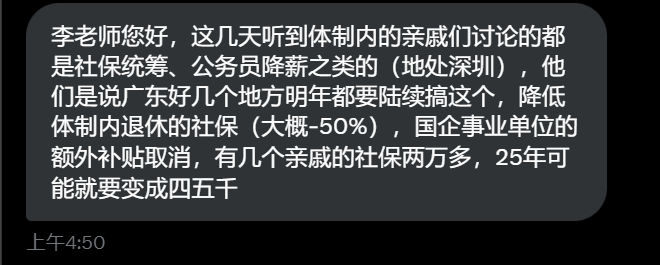 李老师您好，这几天听到体制内的亲戚们讨论的都
是社保统筹、公务员降薪之类的（地处深圳），他
们是说广东好几个地方明年都要陆续搞这个，降低
体制内退休的社保（大概-50%），国企事业单位的
额外补贴取消，有几个亲戚的社保两万多，25年可
能就要变成四五千
上午4:50